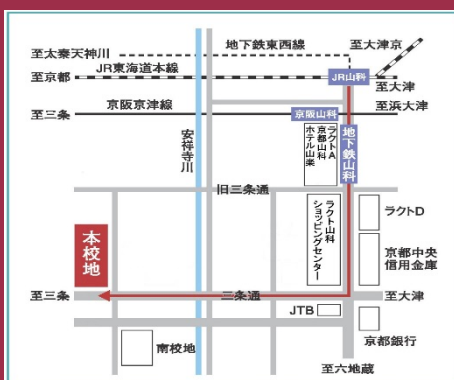 至太秦天神川
地下鉄東西線
至大津京
JR東海道本線
至京都
JR山科
至大津
京阪京津線
至三条
京阪山科
至浜大津
安祥寺川
ラクトA
京都山科
ホテル山楽
地下鉄山科
旧三条通
ラクト山科
ショッピングセンター
ラクトD
本校地
京都中央
信用金庫
至三条
三条通
至大津
JTB
南校地
京都銀行
至六地蔵